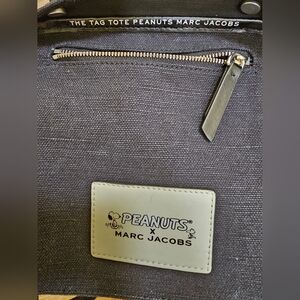 THE TAG TOTE PEANUTS MARC JACOBS
PEANUTS®
X
MARC JACOBS